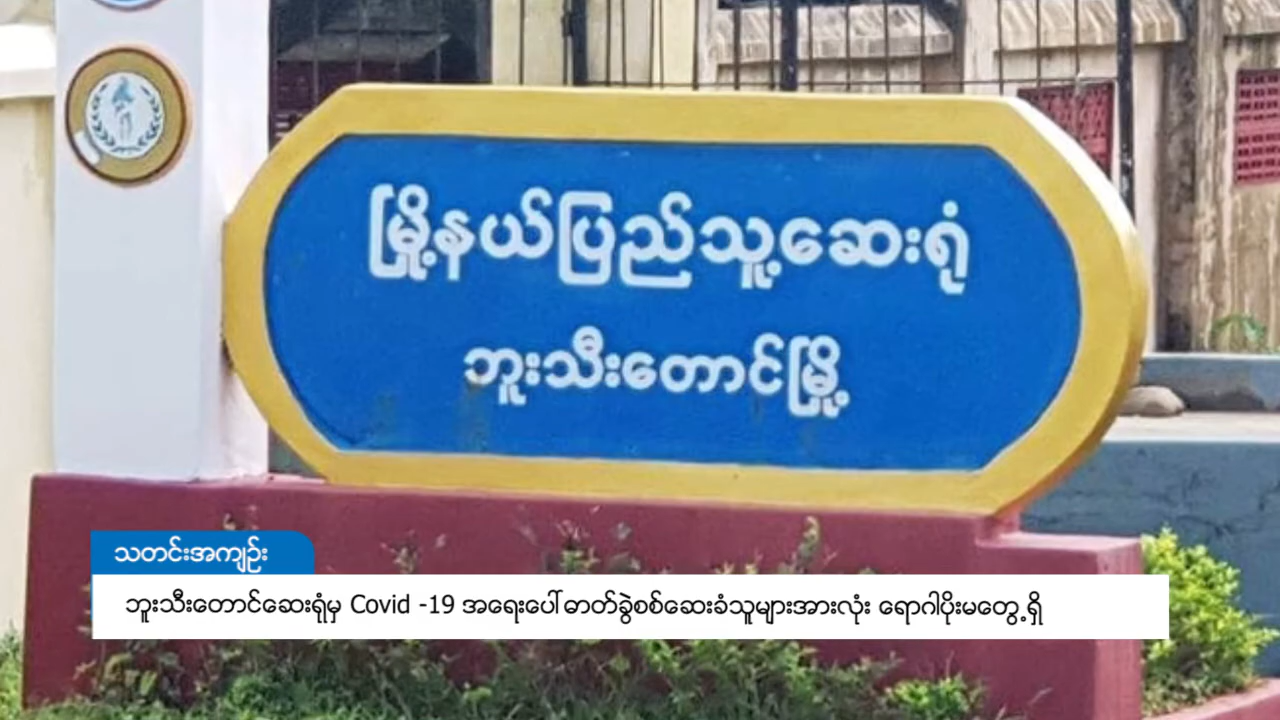 မြို့နယ်ပြည်သူ့ဆေးရုံ
ဘူးသီးတောင်မြို့
သတင်းအကျဉ်း
ဘူးသီးတောင်ဆေးရုံမှ Covid -19 အရေးပေါ်ဓာတ်ခွဲစစ်ဆေးခံသူများအားလုံး ရောဂါပိုးမတွေ့ရှိ